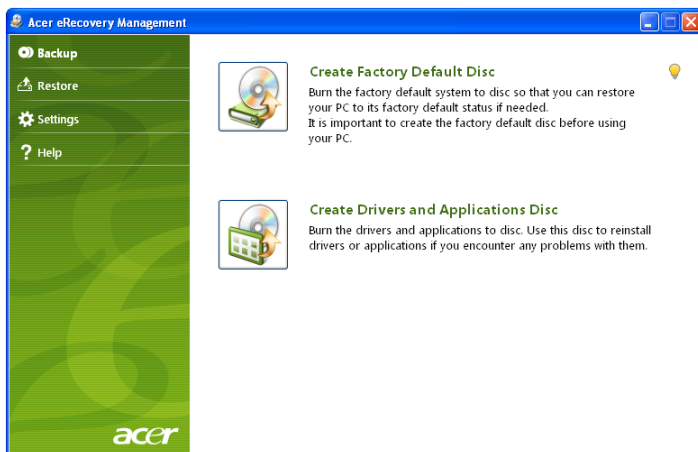 Acer eRecovery Management
Backup
Restore
Settings
? Help
Create Factory Default Disc
Burn the factory default system to disc so that you can restore
your PC to its factory default status if needed.
It is important to create the factory default disc before using
your PC.
Create Drivers and Applications Disc
Burn the drivers and applications to disc. Use this disc to reinstall
drivers or applications if you encounter any problems with them.
acer